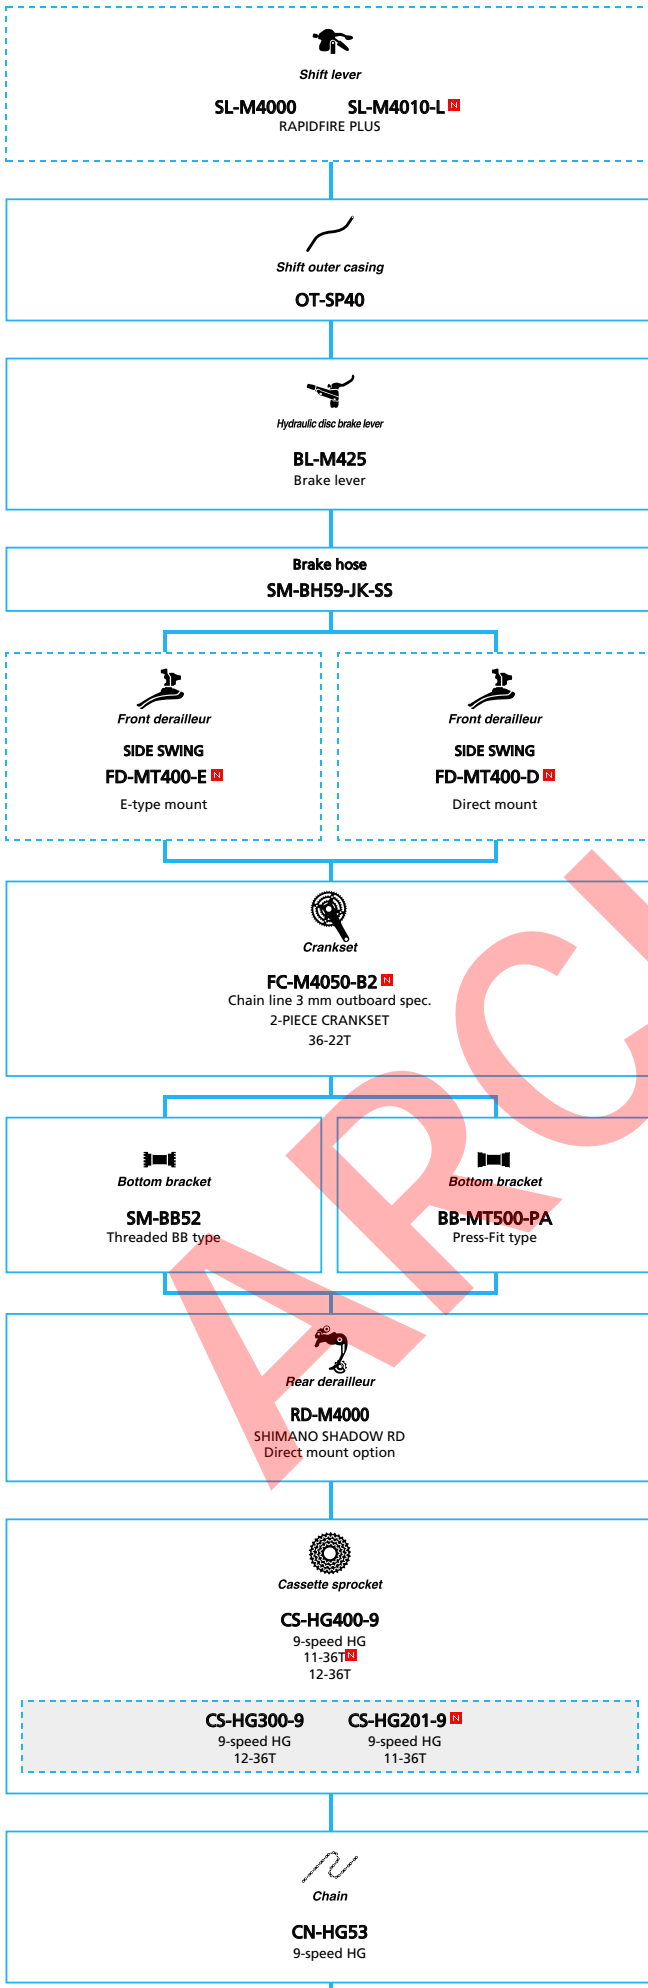 Shift lever
SL-M4000 SL-M4010-L N
RAPIDFIRE PLUS
Shift outer casing
OT-SP40
Hydraulic disc brake lever
BL-M425
Brake lever
Brake hose
SM-BH59-JK-SS
Front derailleur
SIDE SWING
FD-MT400-E N
E-type mount
Front derailleur
SIDE SWING
FD-MT400-D N
Direct mount
Crankset
FC-M4050-B2 N
Chain line 3 mm outboard spec.
2-PIECE CRANKSET
36-22T
Bottom bracket
SM-BB52
Threaded BB type
Bottom bracket
BB-MT500-PA
Press-Fit type
Rear derailleur
RD-M4000
SHIMANO SHADOW RD
Direct mount option
Cassette sprocket
CS-HG400-9
9-speed HG
11-36T N
12-36T
CS-HG300-9
9-speed HG
12-36T
CS-HG201-9 N
9-speed HG
11-36T
Chain
CN-HG53
9-speed HG